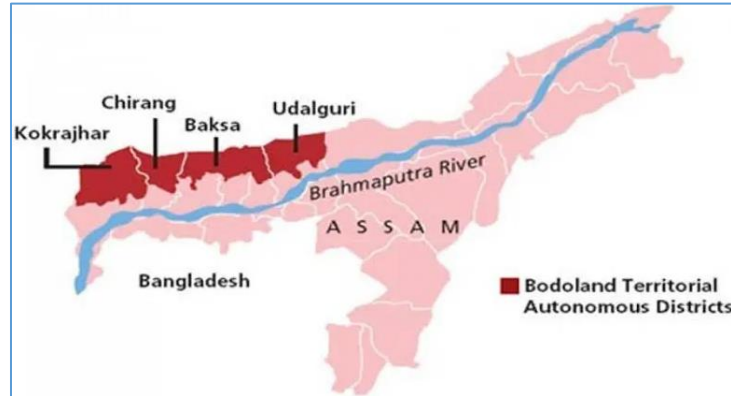 Chirang
Kokrajhar
Baksa
Udalguri
Brahmaputra River
A S S A M
Bangladesh
Bodoland Territorial
Autonomous Districts